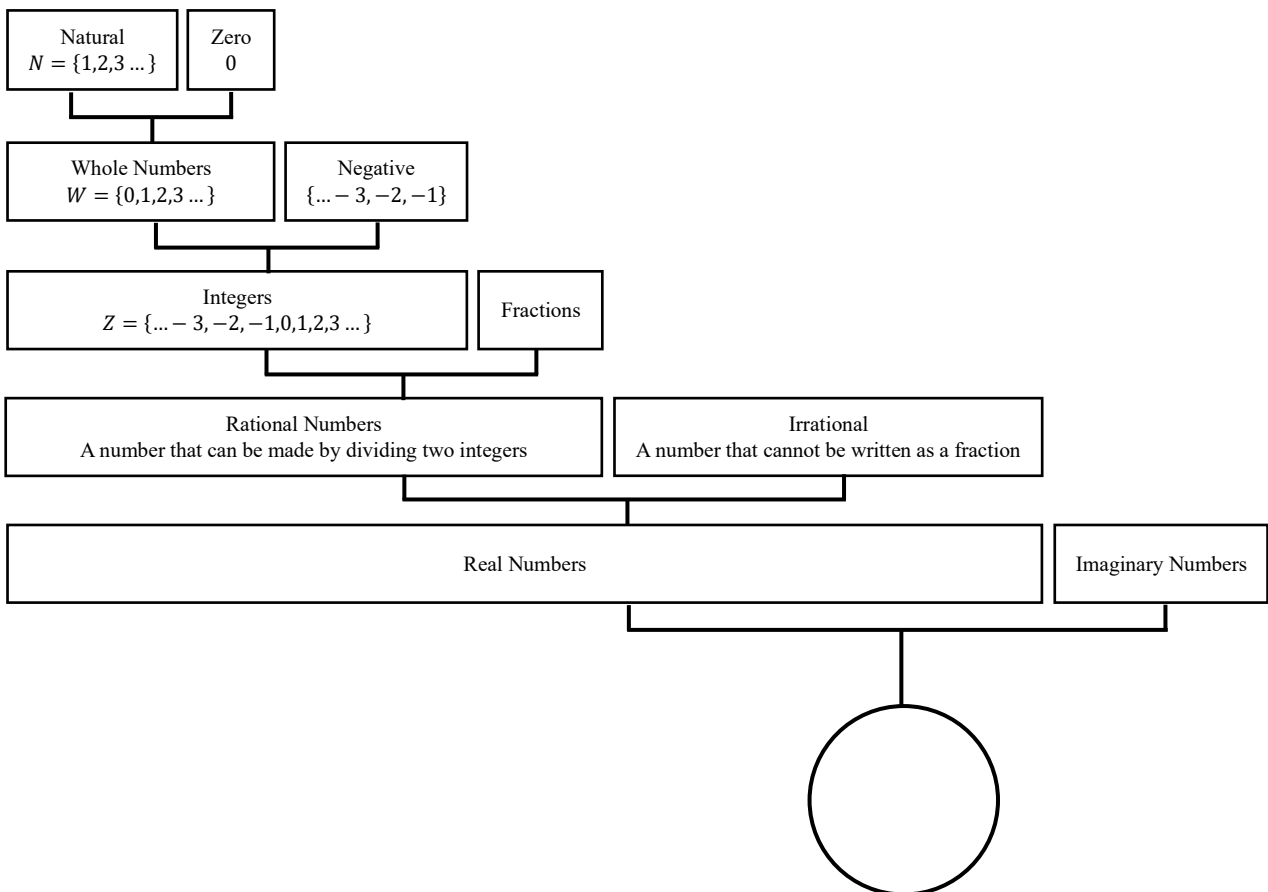 Natural
N = {1,2,3 … }
Zero
0
Whole Numbers
W = {0,1,2,3 … }
Negative
{… − 3, −2, −1}
Integers
Z = {… − 3, −2, −1,0,1,2,3 … }
Fractions
Rational Numbers
A number that can be made by dividing two integers
Irrational
A number that cannot be written as a fraction
Real Numbers
Imaginary Numbers